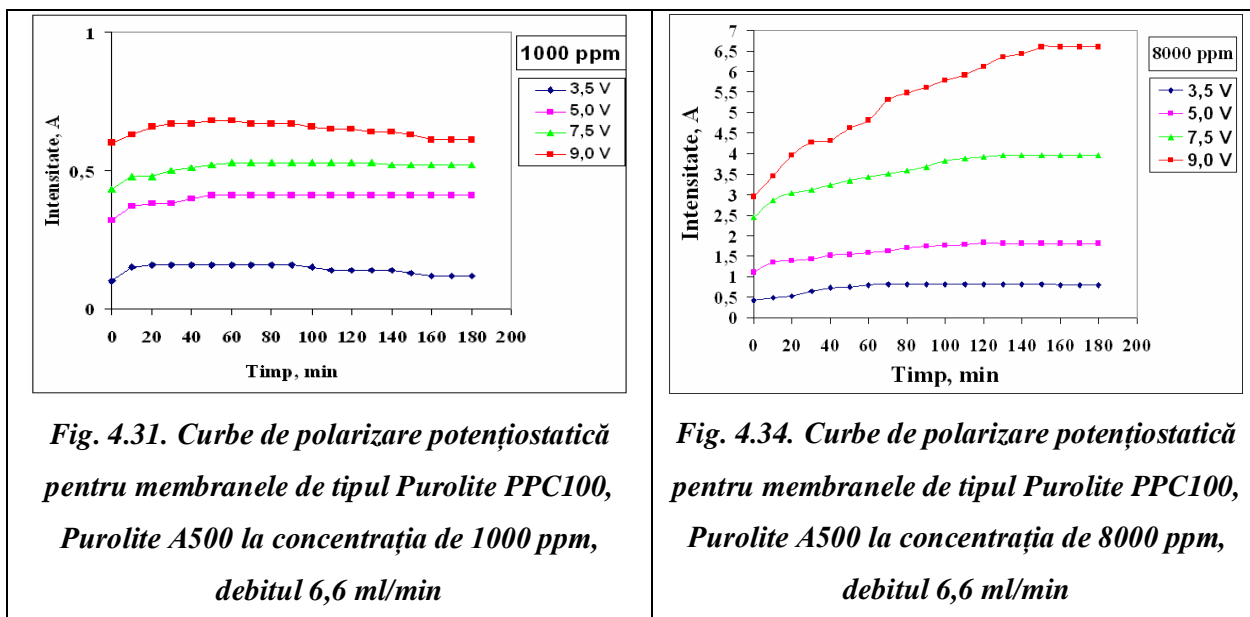 1
0,5
0
Intensitate, A
1000 ppm
3,5 V
5,0 V
7,5 V
9,0 V
0 20 40 60 80 100 120 140 160 180 200
Timp, min
Fig. 4.31. Curbe de polarizare potențiostatică
pentru membranele de tipul Purolite PPC100,
Purolite A500 la concentrația de 1000 ppm,
debitul 6,6 ml/min
7
6,5
6
5,5
5
4,5
4
3,5
3
2,5
2
1,5
1
0,5
0
Intensitate, A
8000 ppm
3,5 V
5,0 V
7,5 V
9,0 V
0 20 40 60 80 100 120 140 160 180 200
Timp, min
Fig. 4.34. Curbe de polarizare potențiostatică
pentru membranele de tipul Purolite PPC100,
Purolite A500 la concentrația de 8000 ppm,
debitul 6,6 ml/min